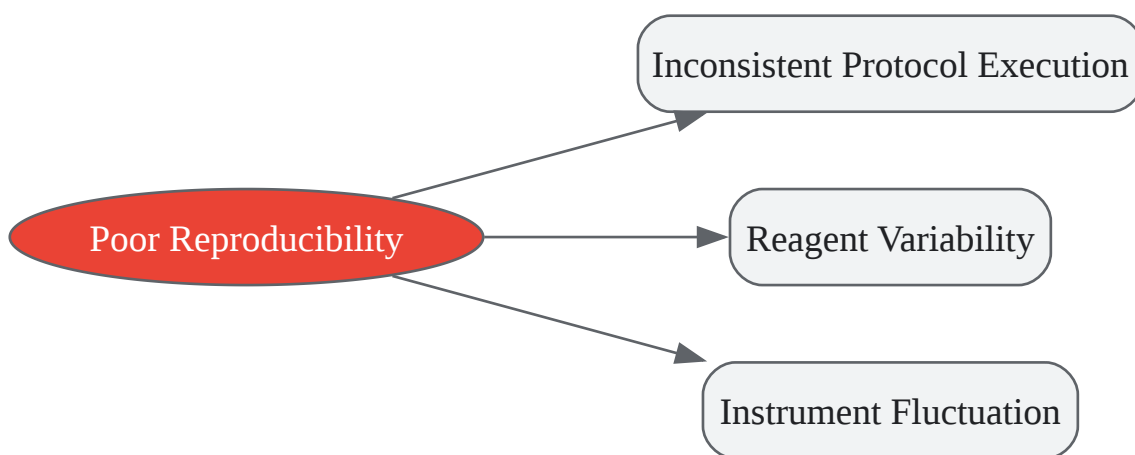 Inconsistent Protocol Execution
Poor Reproducibility
Reagent Variability
Instrument Fluctuation